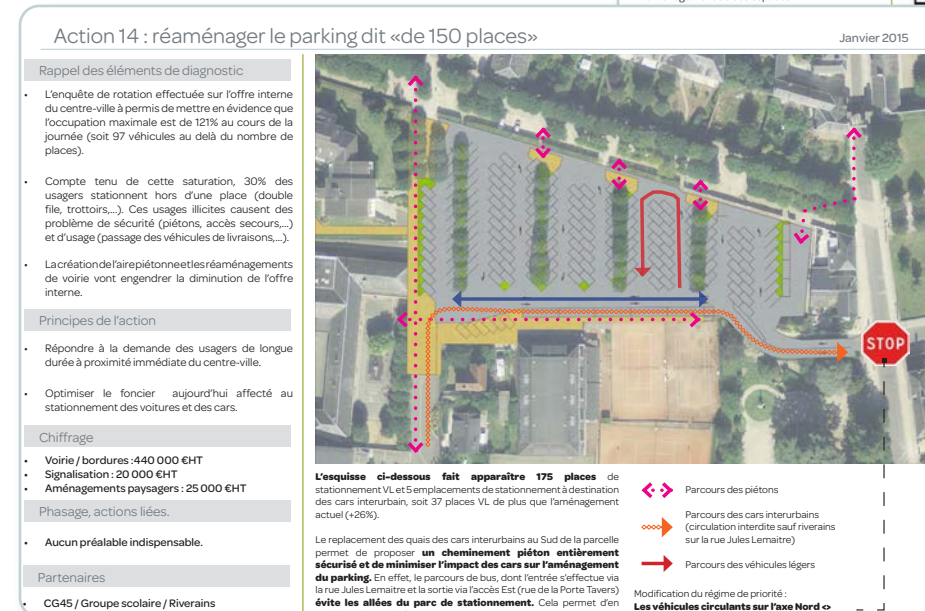 Action 14 : réaménager le parking dit «de 150 places»
Janvier 2015
Rappel des éléments de diagnostic
• L'enquête de rotation effectuée sur l'offre interne
du centre-ville à permis de mettre en évidence que
l'occupation maximale est de 121% au cours de la
journée (soit 97 véhicules au delà du nombre de
places).
• Compte tenu de cette saturation, 30% des
usagers stationnent hors d'une place (double
file, trottoirs,...). Ces usages illicites causent des
problème de sécurité (piétons, accès secours,...)
et d'usage (passage des véhicules de livraisons,...).
• La création de l'aire piétonne et les réaménagements
de voirie vont engendrer la diminution de l'offre
interne.
Principes de l'action
• Répondre à la demande des usagers de longue
durée à proximité immédiate du centre-ville.
• Optimiser le foncier aujourd'hui affecté au
stationnement des voitures et des cars.
Chiffrage
• Voirie / bordures :440 000 €HT
• Signalisation : 20 000 €HT
• Aménagements paysagers : 25 000 €HT
Phasage, actions liées.
• Aucun préalable indispensable.
Partenaires
• CG45 / Groupe scolaire / Riverains
STOP
L'esquisse ci-dessous fait apparaître 175 places de
stationnement VL et 5 emplacements de stationnement à destination
des cars interurbain, soit 37 places VL de plus que l'aménagement
actuel (+26%).
Le replacement des quais des cars interurbains au Sud de la parcelle
permet de proposer un cheminement piéton entièrement
sécurisé et de minimiser l'impact des cars sur l'aménagement
du parking. En effet, le parcours de bus, dont l'entrée s'effectue via
la rue Jules Lemaitre et la sortie via l'accès Est (rue de la Porte Tavers)
évite les allées du parc de stationnement. Cela permet d'en
Parcours des piétons
Parcours des cars interurbains
(circulation interdite sauf riverains
sur la rue Jules Lemaitre)
Parcours des véhicules légers
Modification du régime de priorité :
Les véhicules circulants sur l'axe Nord <>